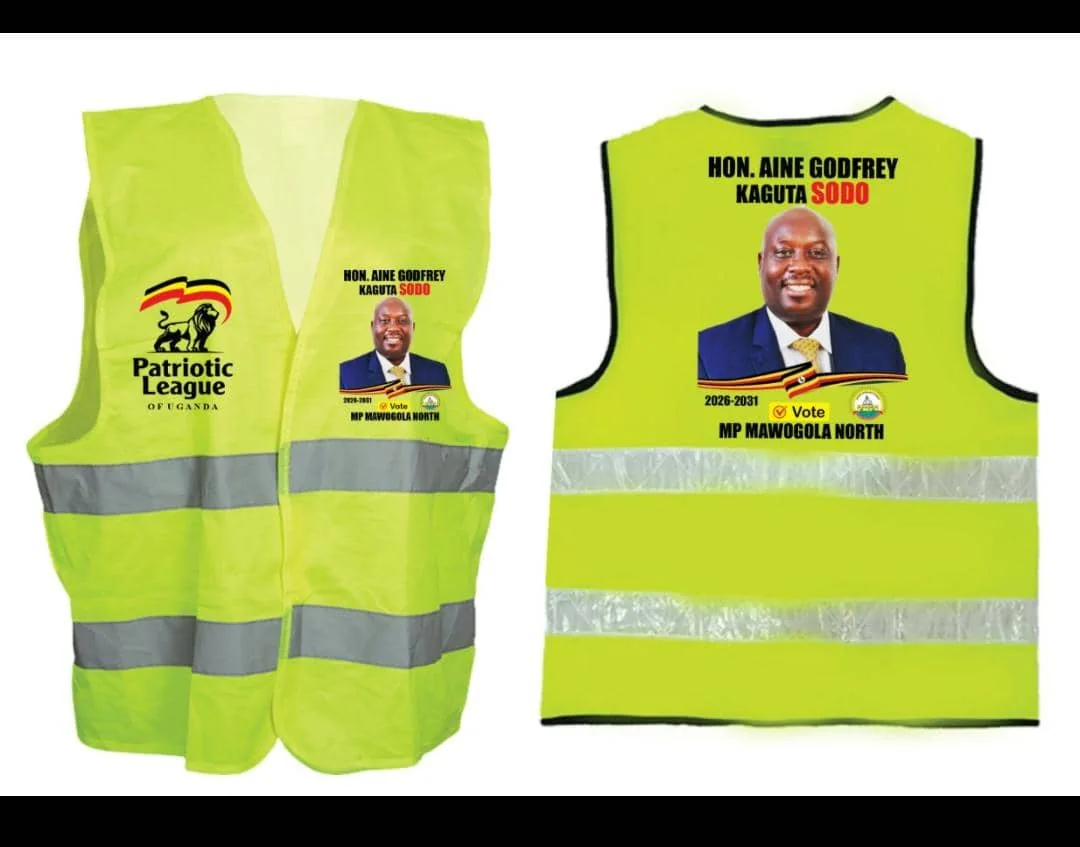 Patriotic
League
OF UGANDA
HON. AINE GODFREY
KAGUTA SODO
2026-2031
Vote
MP MAWOGOLA NORTH
HON. AINE GODFREY
KAGUTA SODO
2026-2031
Vote
MP MAWOGOLA NORTH